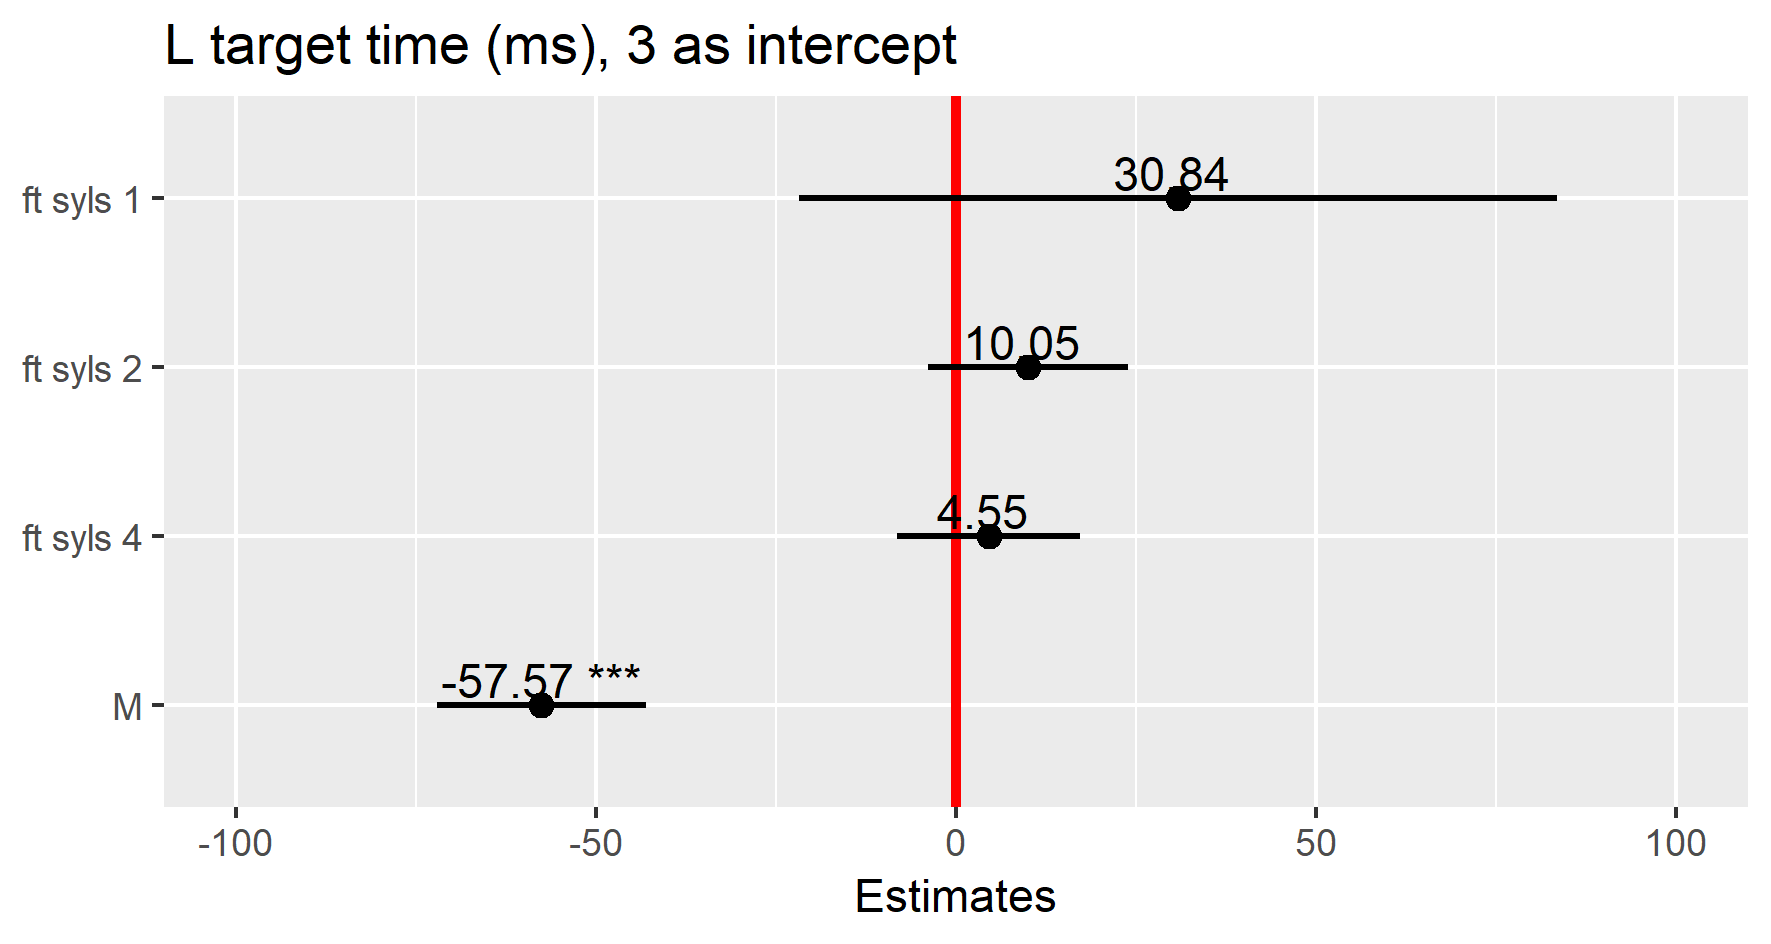 L target time (ms), 3 as intercept
ft syls 1
30.84
ft syls 2
10.05
ft syls 4
4.55
M
-57.57 ***
-100 -50 0 50 100
Estimates